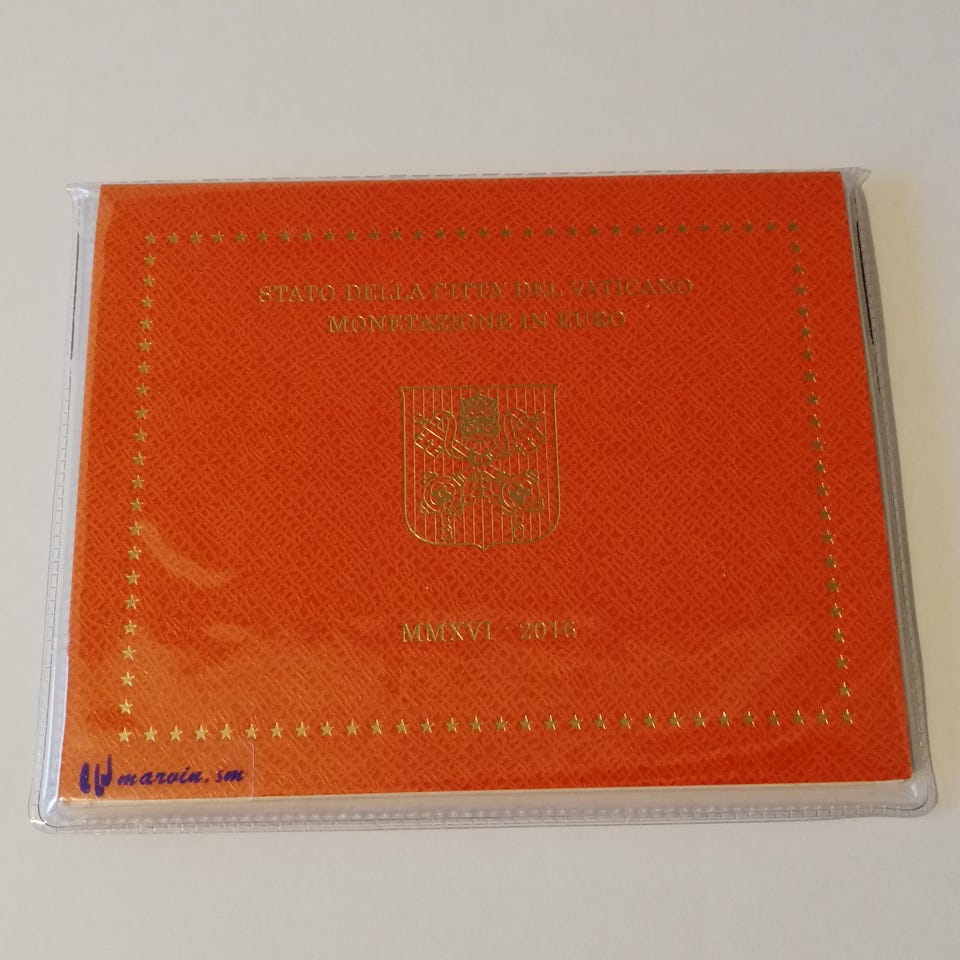 STATO DELLA CITTA' DEL VATICANO
MONETAZIONE IN EURO
MMXVI - 2016
marvin.sm